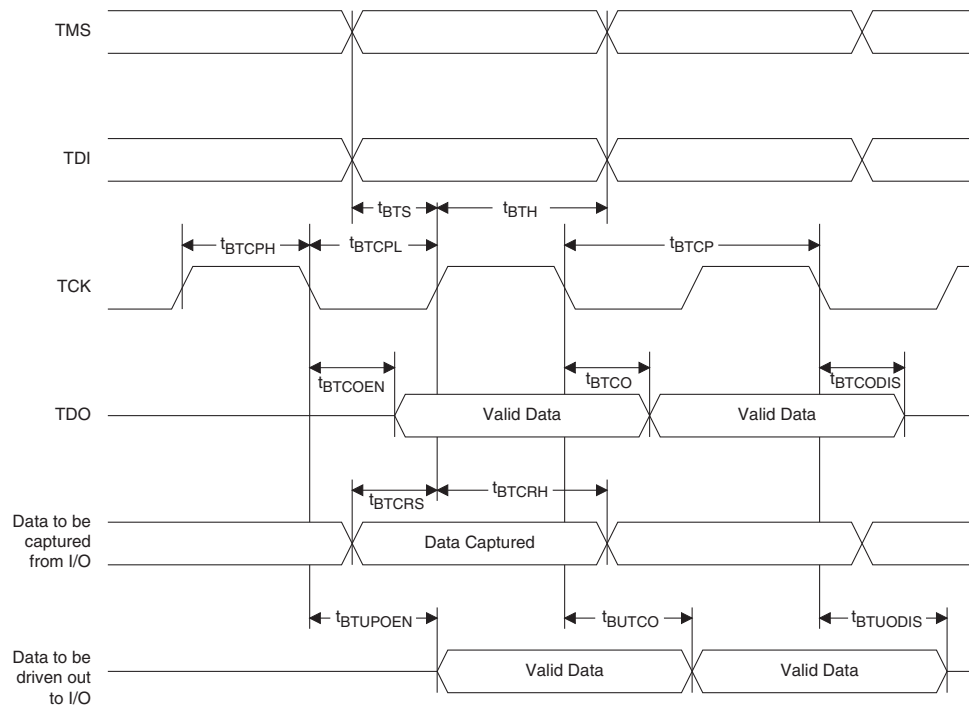 TMS
TDI
tBTS
tBTH
tBTCPH
tBTCPL
tBTCP
TCK
tBTCOEN
tBTCO
tBTCODIS
TDO
Valid Data
Valid Data
tBTCRS
tBTCRH
Data to be
captured
from I/O
Data Captured
tBTUPOEN
tBUTCO
tBTUODIS
Data to be
driven out
to I/O
Valid Data
Valid Data